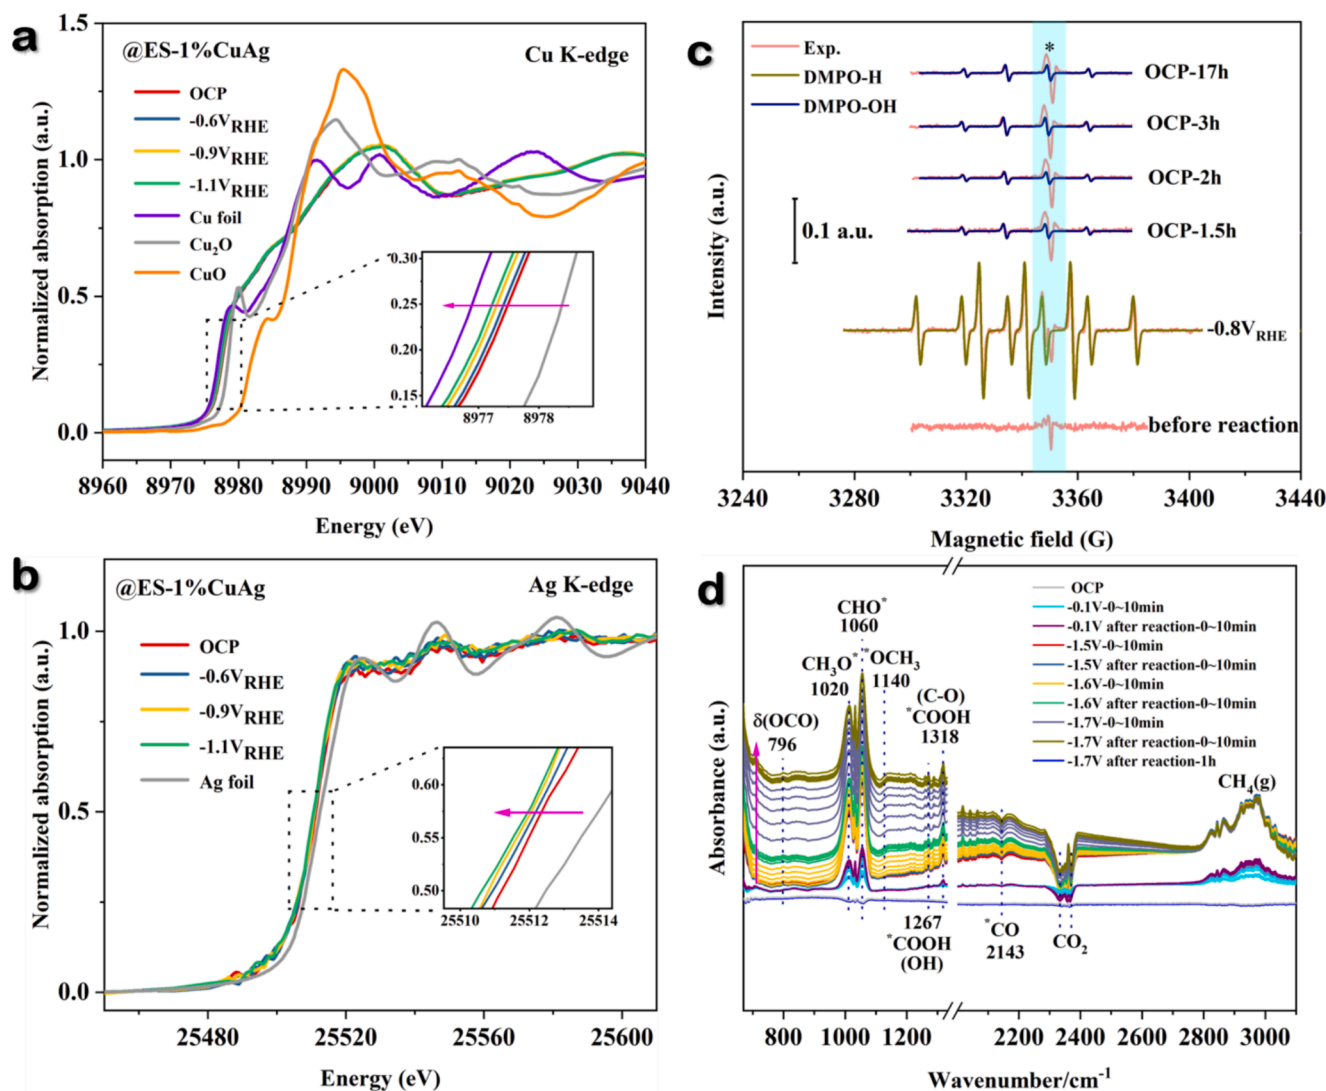 a
@ES-1%CuAg
Cu K-edge
OCP
-0.6V_RHE
-0.9V_RHE
-1.1V_RHE
Cu foil
Cu₂O
CuO
1.5
1.0
0.5
0.0
Normalized absorption (a.u.)
0.30
0.25
0.20
0.15
8977 8978
8960 8970 8980 8990 9000 9010 9020 9030 9040
Energy (eV)
b
@ES-1%CuAg
Ag K-edge
OCP
-0.6V_RHE
-0.9V_RHE
-1.1V_RHE
Ag foil
1.0
0.5
0.0
Normalized absorption (a.u.)
0.60
0.55
0.50
25510 25512 25514
25480 25520 25560 25600
Energy (eV)
c
Exp.
DMPO-H
DMPO-OH
*
OCP-17h
OCP-3h
OCP-2h
OCP-1.5h
0.1 a.u.
-0.8V_RHE
before reaction
Intensity (a.u.)
3240 3280 3320 3360 3400 3440
Magnetic field (G)
d
OCP
-0.1V-0~10min
-0.1V after reaction-0~10min
-1.5V-0~10min
-1.5V after reaction-0~10min
-1.6V-0~10min
-1.6V after reaction-0~10min
-1.7V-0~10min
-1.7V after reaction-0~10min
-1.7V after reaction-1h
CHO*
1060
CH₃O*
1020
*OCH₃
1140
(C-O)
*COOH
1318
δ(OCO)
796
CH₄(g)
1267
*COOH
(OH)
*CO
2143
CO₂
Absorbance (a.u.)
800 1000 1200 2200 2400 2600 2800 3000
Wavenumber/cm⁻¹